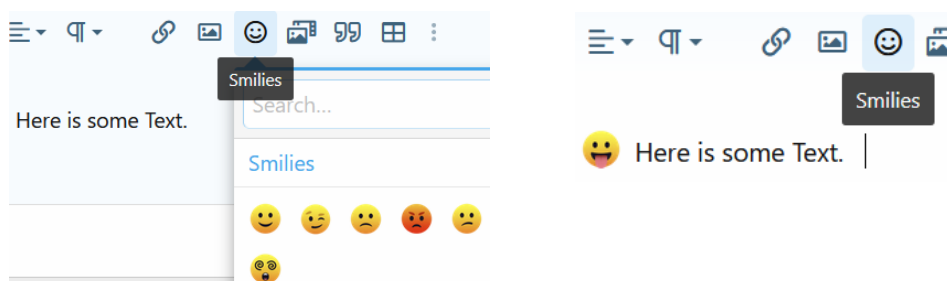 Smilies
Search...
Here is some Text.
Smilies
Smilies
Here is some Text.